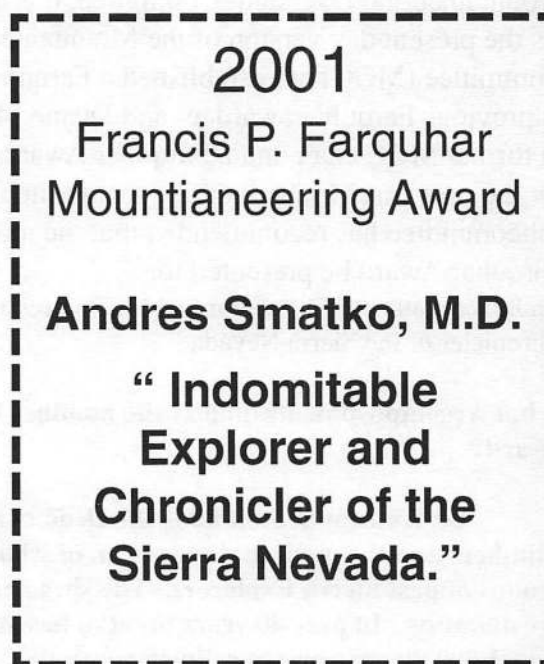 2001
Francis P. Farquhar
Mountianeering Award
Andres Smatko, M.D.
“ Indomitable
Explorer and
Chronicler of the
Sierra Nevada.”